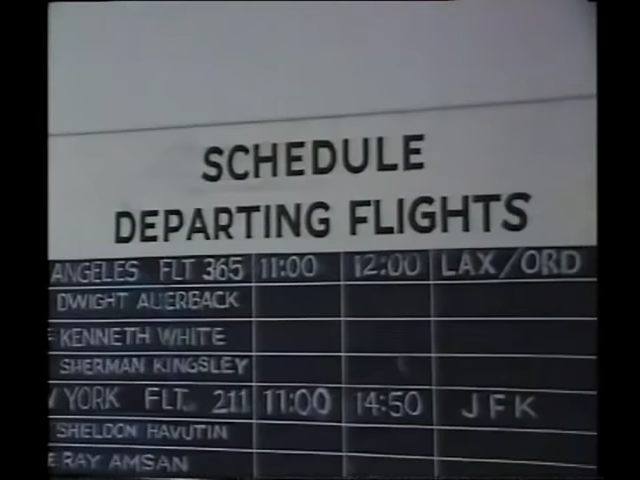 SCHEDULE
DEPARTING FLIGHTS
ANGELES FLT 365 11:00 12:00 LAX/ORD
DWIGHT AUERBACK
KENNETH WHITE
SHERMAN KINGSLEY
YORK FLT. 211 11:00 14:50 JFK
SHELDON HAVUTIN
RAY AMSAN